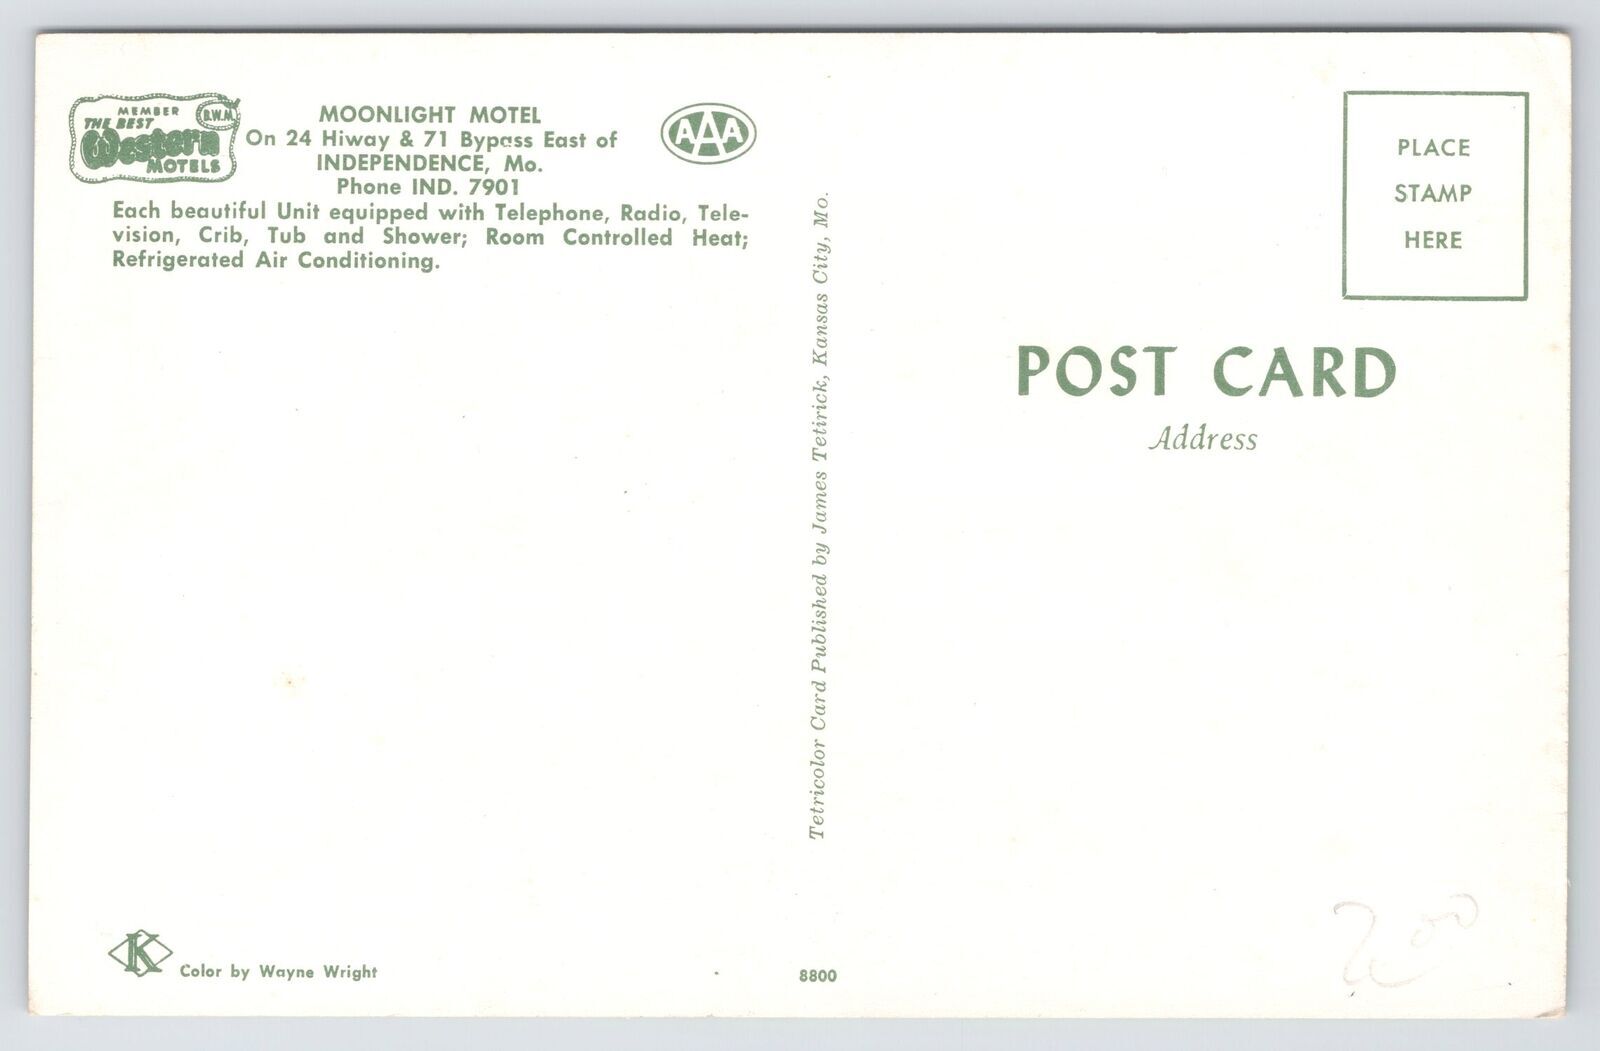 MEMBER
THE BEST
Western
MOTELS
B.W.M.
MOONLIGHT MOTEL
On 24 Hiway & 71 Bypass East of
INDEPENDENCE, Mo.
Phone IND. 7901
Each beautiful Unit equipped with Telephone, Radio, Tele-
vision, Crib, Tub and Shower; Room Controlled Heat;
Refrigerated Air Conditioning.
AAA
K
Color by Wayne Wright
Tetricolor Card Published by James Tetirick, Kansas City, Mo.
8800
PLACE
STAMP
HERE
POST CARD
Address
200